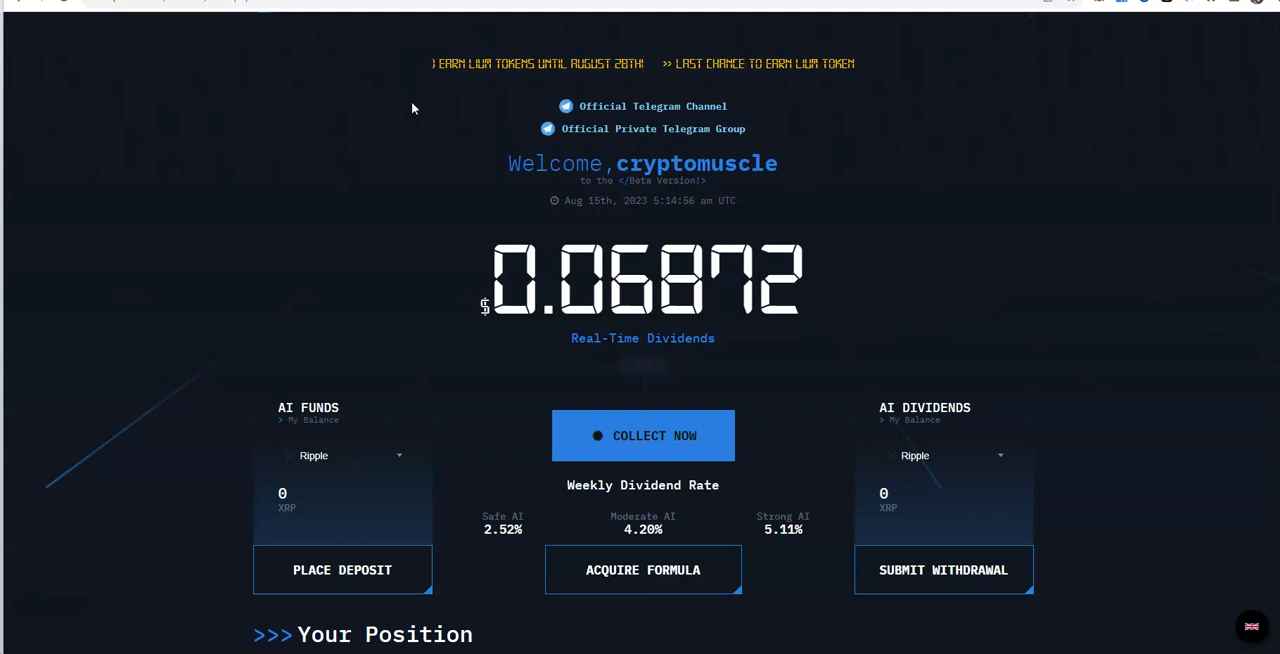 ) EARN LIUM TOKENS UNTIL AUGUST 28TH! >> LAST CHANCE TO EARN LIUM TOKEN
Official Telegram Channel
Official Private Telegram Group
Welcome,cryptomuscle
to the </Beta Version!>
Aug 15th, 2023 5:14:56 am UTC
$0.06872
Real-Time Dividends
AI FUNDS
> My Balance
Ripple
0
XRP
PLACE DEPOSIT
COLLECT NOW
Weekly Dividend Rate
Safe AI
2.52%
Moderate AI
4.20%
Strong AI
5.11%
ACQUIRE FORMULA
AI DIVIDENDS
> My Balance
Ripple
0
XRP
SUBMIT WITHDRAWAL
>>> Your Position